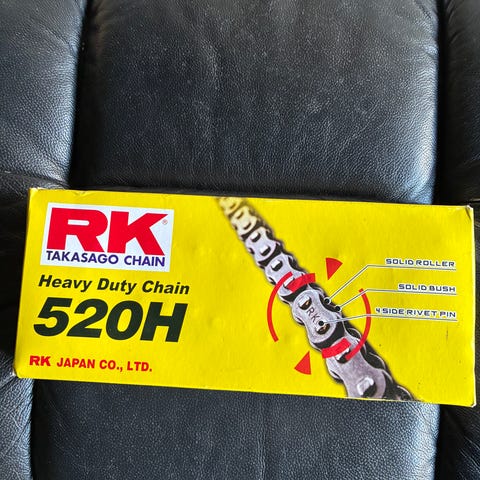 RK®
TAKASAGO CHAIN
Heavy Duty Chain
520H
RK JAPAN CO., LTD.
SOLID ROLLER
SOLID BUSH
4 SIDE RIVET PIN
RK